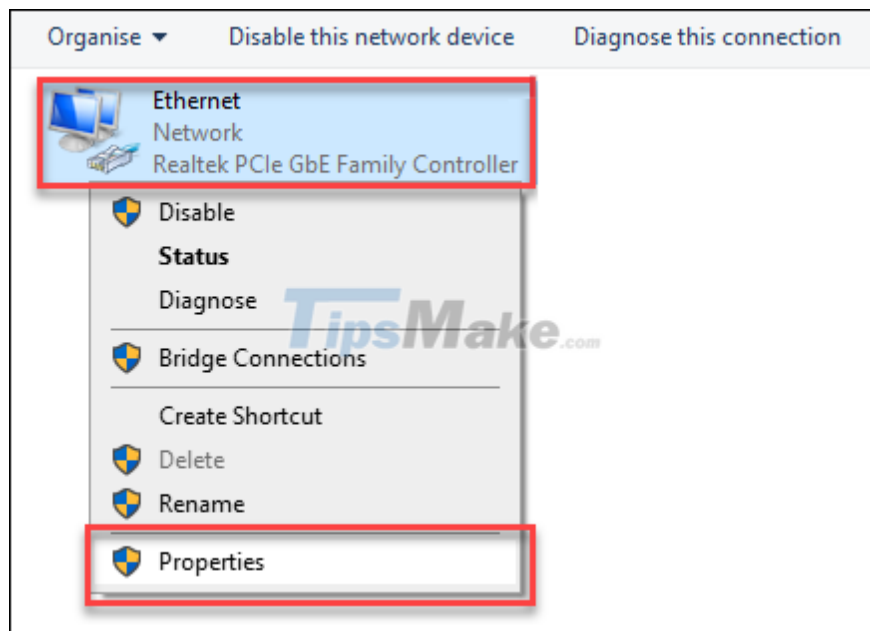 Organise Disable this network device Diagnose this connection
Ethernet
Network
Realtek PCIe GbE Family Controller
Disable
Status
Diagnose
TipsMake.com
Bridge Connections
Create Shortcut
Delete
Rename
Properties